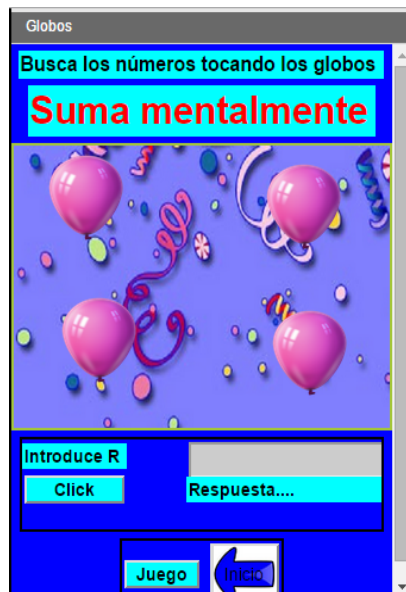 Globos
Busca los números tocando los globos
Suma mentalmente
Introduce R
Click
Respuesta....
Juego
Inicio